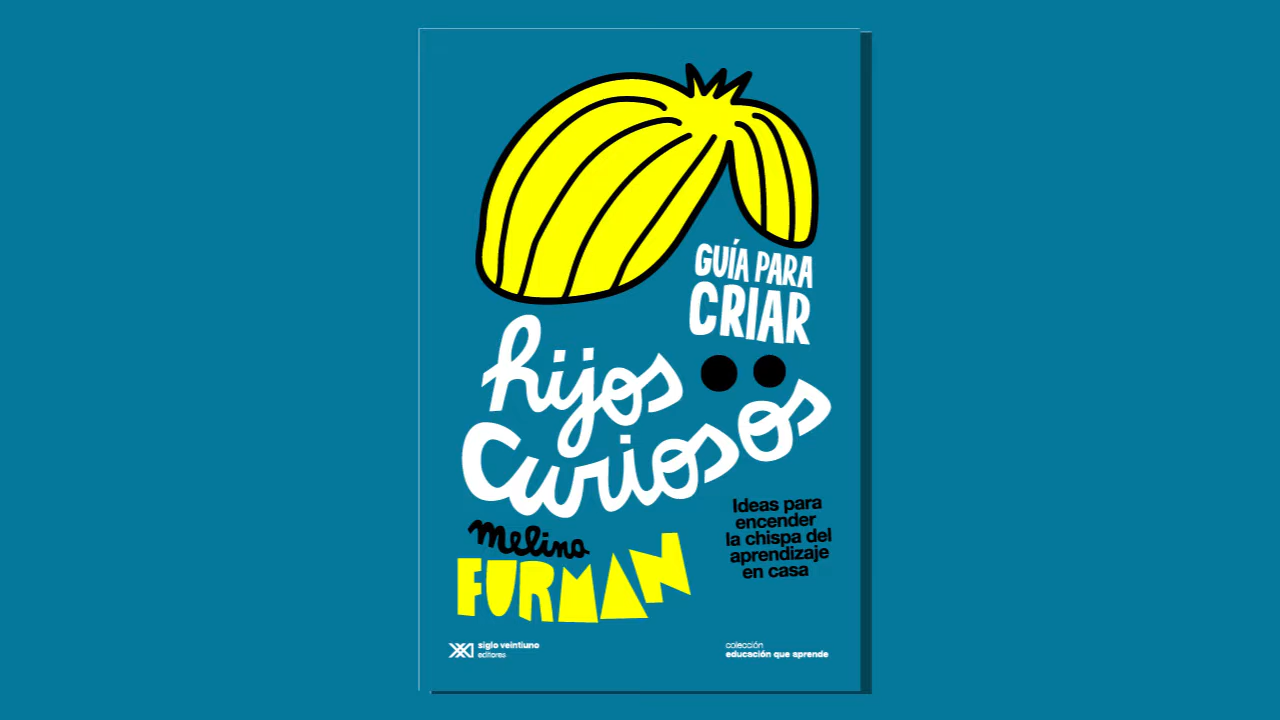 GUÍA PARA
CRIAR
hijos
Curiosos
melina
FURMAN
Ideas para
encender
la chispa del
aprendizaje
en casa
XXI siglo veintiuno
editores
colección
educación que aprende